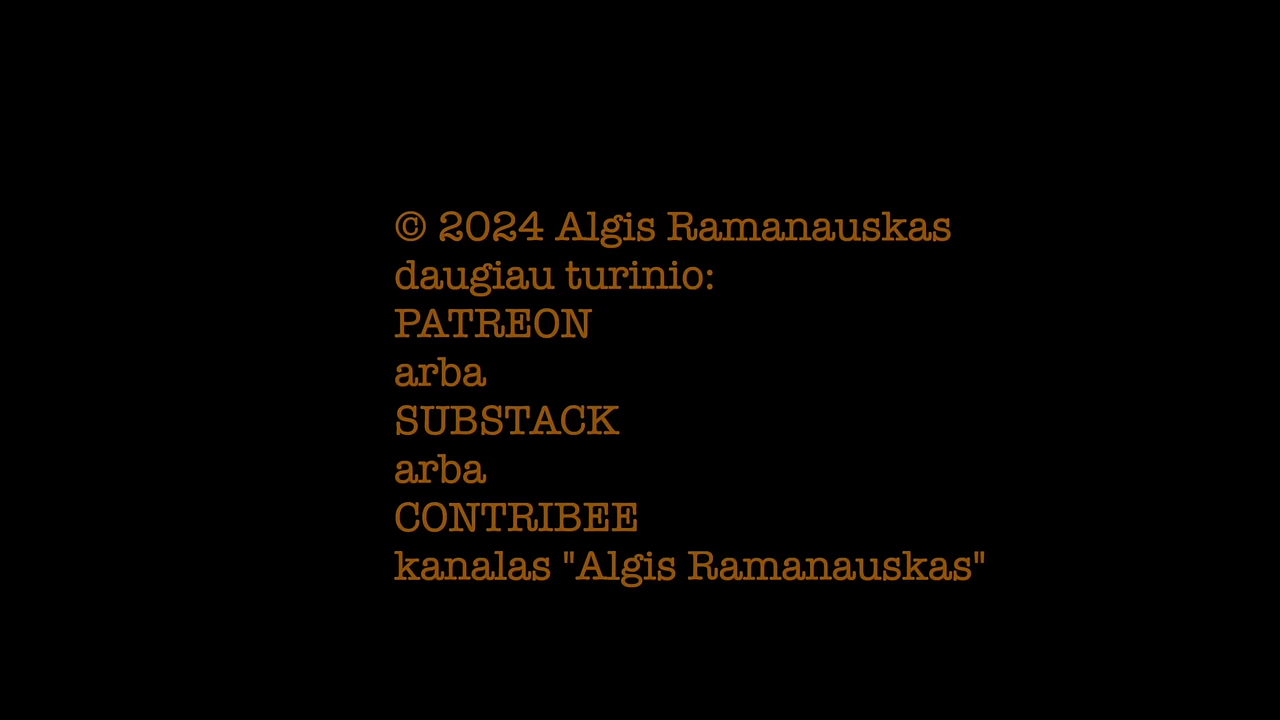 © 2024 Algis Ramanauskas
daugiau turinio:
PATREON
arba
SUBSTACK
arba
CONTRIBEE
kanalas "Algis Ramanauskas"